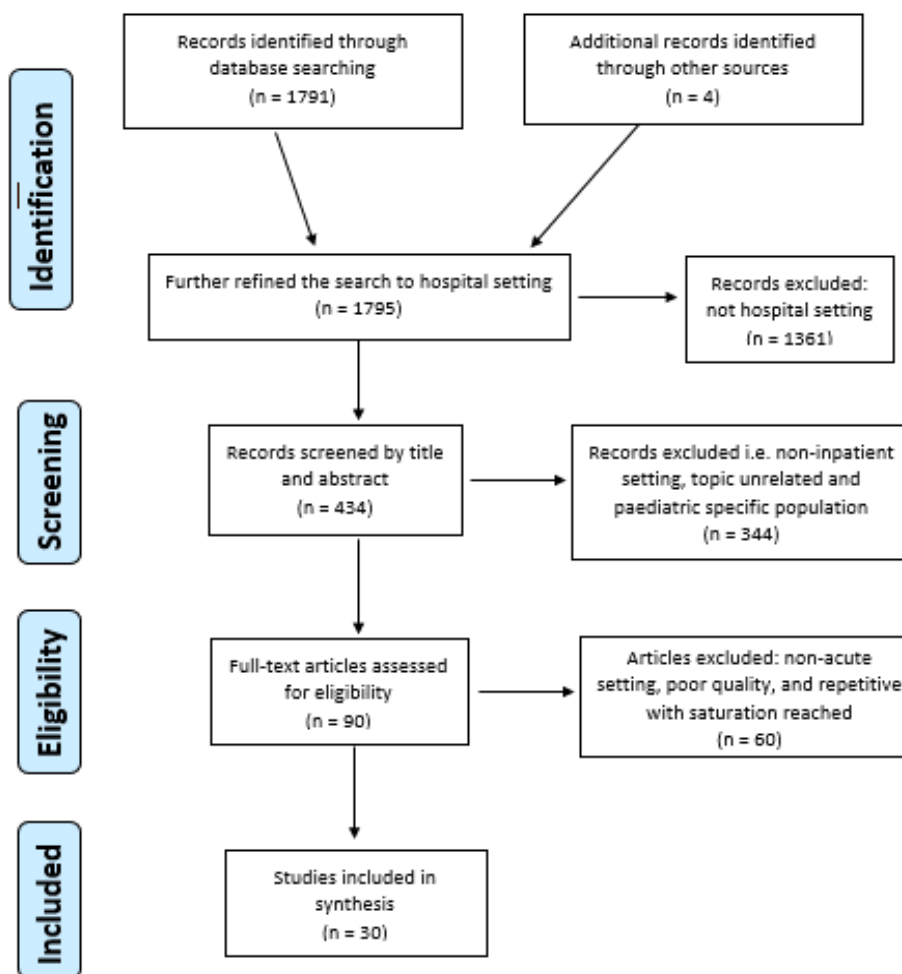 Records identified through
database searching
(n = 1791)
Additional records identified
through other sources
(n = 4)
Identification
Further refined the search to hospital setting
(n = 1795)
Records excluded:
not hospital setting
(n = 1361)
Screening
Records screened by title
and abstract
(n = 434)
Records excluded i.e. non-inpatient
setting, topic unrelated and
paediatric specific population
(n = 344)
Eligibility
Full-text articles assessed
for eligibility
(n = 90)
Articles excluded: non-acute
setting, poor quality, and repetitive
with saturation reached
(n = 60)
Included
Studies included in
synthesis
(n = 30)